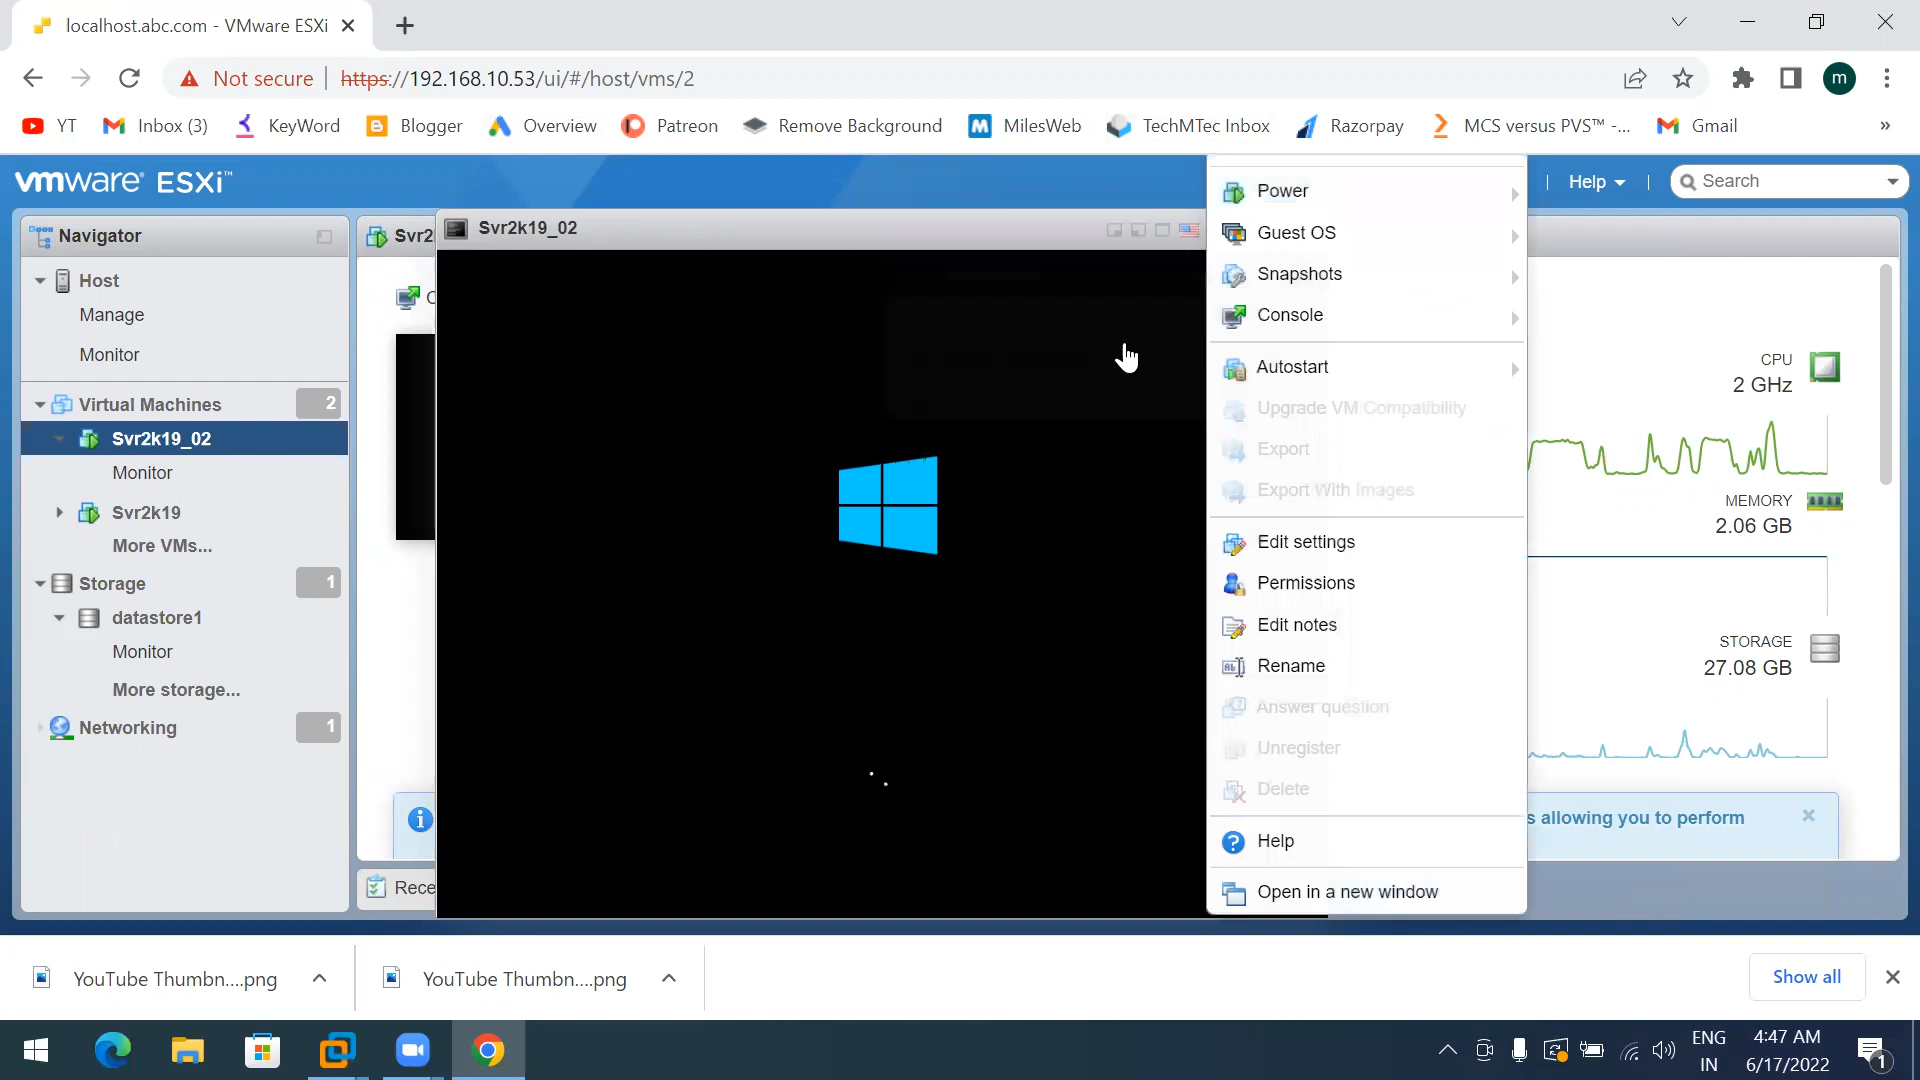 localhost.abc.com - VMware ESXi
Not secure | https://192.168.10.53/ui/#/host/vms/2
m
YT
Inbox (3)
KeyWord
Blogger
Overview
Patreon
Remove Background
MilesWeb
TechMTec Inbox
Razorpay
MCS versus PVS™ -...
Gmail
»
vmware ESXi™
Help
Search
Navigator
Host
Manage
Monitor
Virtual Machines 2
Svr2k19_02
Monitor
Svr2k19
More VMs...
Storage 1
datastore1
Monitor
More storage...
Networking 1
Svr2
C
Rece
Svr2k19_02
Power
Guest OS
Snapshots
Console
Autostart
Upgrade VM Compatibility
Export
Export With Images
Edit settings
Permissions
Edit notes
Rename
Answer question
Unregister
Delete
Help
Open in a new window
CPU
2 GHz
MEMORY
2.06 GB
STORAGE
27.08 GB
s allowing you to perform
YouTube Thumbn....png
YouTube Thumbn....png
Show all
ENG
IN
4:47 AM
6/17/2022
1